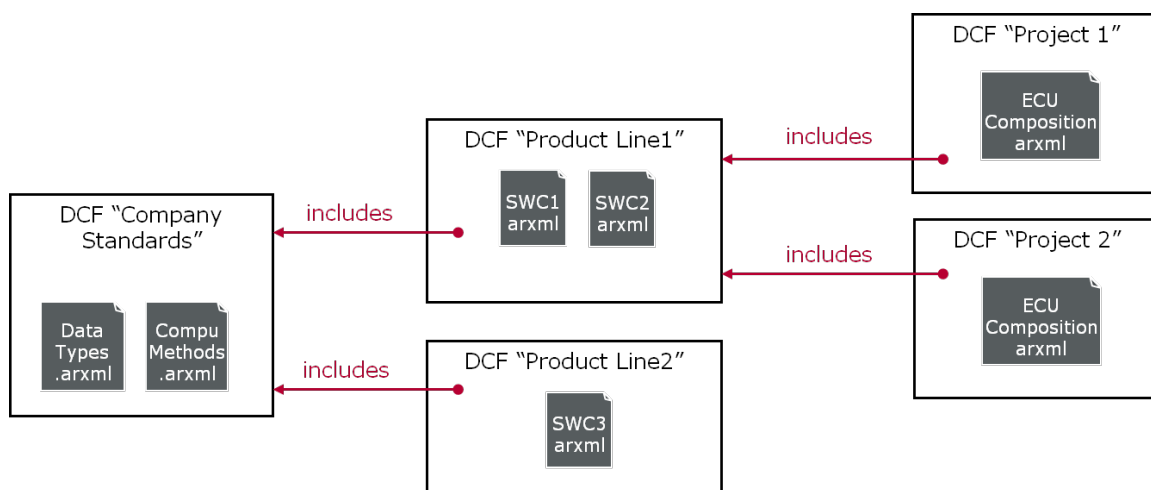 DCF “Company
Standards”
Data
Types
.arxml
Compu
Methods
.arxml
includes
includes
DCF “Product Line1”
SWC1
arxml
SWC2
arxml
DCF “Product Line2”
SWC3
arxml
includes
includes
DCF “Project 1”
ECU
Composition
arxml
DCF “Project 2”
ECU
Composition
arxml